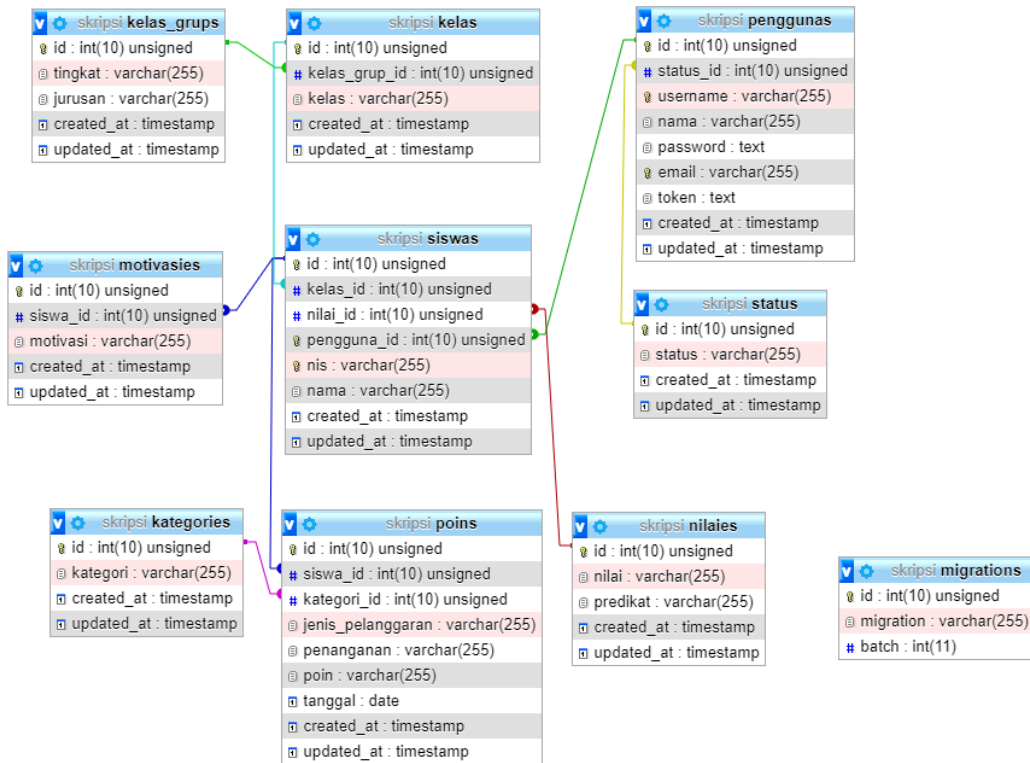 skripsi kelas_grups
id : int(10) unsigned
tingkat : varchar(255)
jurusan : varchar(255)
created_at : timestamp
updated_at : timestamp
skripsi kelas
id : int(10) unsigned
kelas_grup_id : int(10) unsigned
kelas : varchar(255)
created_at : timestamp
updated_at : timestamp
skripsi penggunas
id : int(10) unsigned
status_id : int(10) unsigned
username : varchar(255)
nama : varchar(255)
password : text
email : varchar(255)
token : text
created_at : timestamp
updated_at : timestamp
skripsi motivasies
id : int(10) unsigned
siswa_id : int(10) unsigned
motivasi : varchar(255)
created_at : timestamp
updated_at : timestamp
skripsi siswas
id : int(10) unsigned
kelas_id : int(10) unsigned
nilai_id : int(10) unsigned
pengguna_id : int(10) unsigned
nis : varchar(255)
nama : varchar(255)
created_at : timestamp
updated_at : timestamp
skripsi status
id : int(10) unsigned
status : varchar(255)
created_at : timestamp
updated_at : timestamp
skripsi kategories
id : int(10) unsigned
kategori : varchar(255)
created_at : timestamp
updated_at : timestamp
skripsi poins
id : int(10) unsigned
siswa_id : int(10) unsigned
kategori_id : int(10) unsigned
jenis_pelanggaran : varchar(255)
penanganan : varchar(255)
poin : varchar(255)
tanggal : date
created_at : timestamp
updated_at : timestamp
skripsi nilaies
id : int(10) unsigned
nilai : varchar(255)
predikat : varchar(255)
created_at : timestamp
updated_at : timestamp
skripsi migrations
id : int(10) unsigned
migration : varchar(255)
batch : int(11)